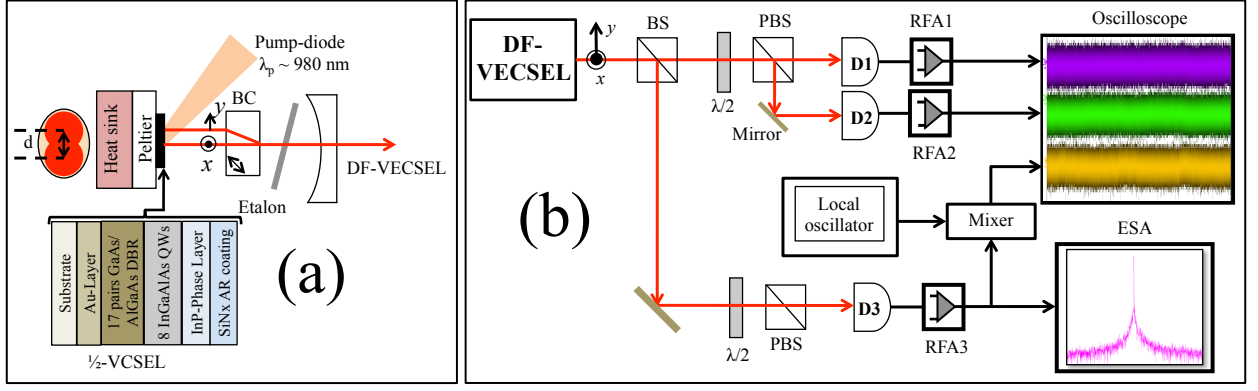 Pump-diode
λp ~ 980 nm
BC
y
x
d
Heat sink
Peltier
Etalon
DF-VECSEL
Substrate
Au-Layer
17 pairs GaAs/
AlGaAs DBR
8 InGaAlAs QWs
InP-Phase Layer
SiNx AR coating
½-VCSEL
(a)
DF-
VECSEL
y
x
BS
λ/2
PBS
Mirror
D1
D2
RFA1
RFA2
Oscilloscope
(b)
Local
oscillator
Mixer
ESA
λ/2
PBS
D3
RFA3